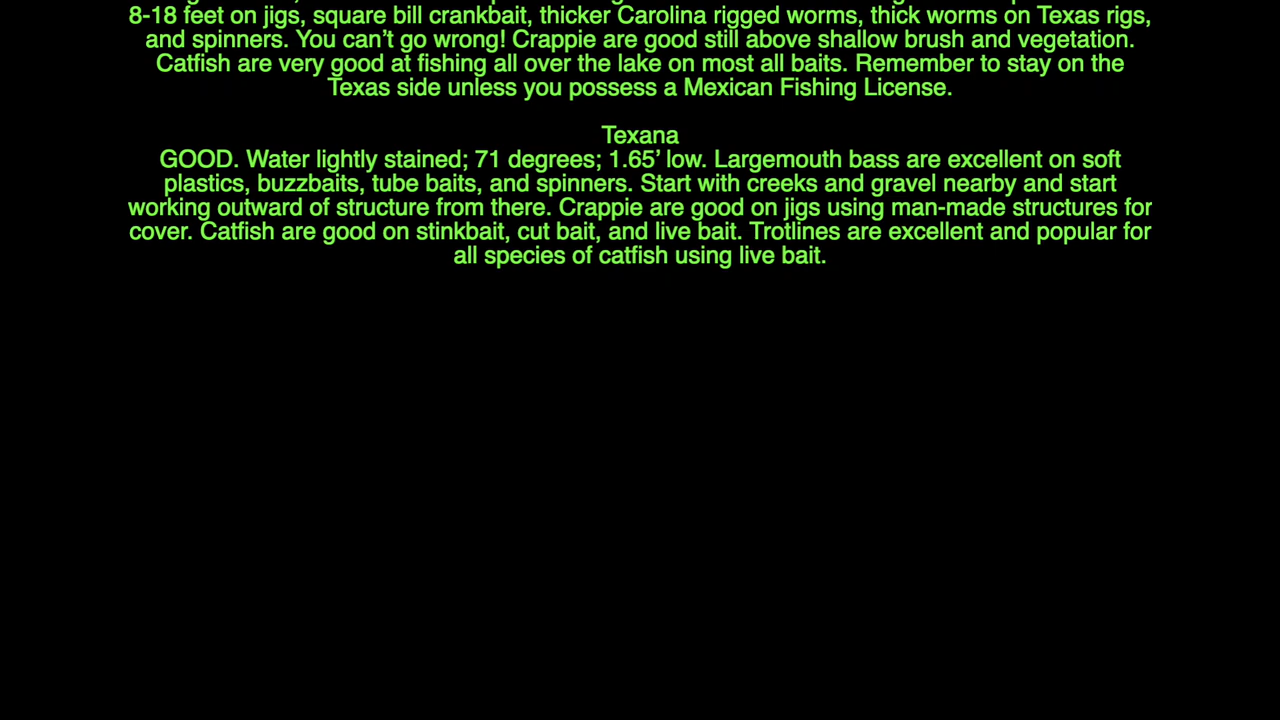 8-18 feet on jigs, square bill crankbait, thicker Carolina rigged worms, thick worms on Texas rigs,
and spinners. You can’t go wrong! Crappie are good still above shallow brush and vegetation.
Catfish are very good at fishing all over the lake on most all baits. Remember to stay on the
Texas side unless you possess a Mexican Fishing License.
Texana
GOOD. Water lightly stained; 71 degrees; 1.65’ low. Largemouth bass are excellent on soft
plastics, buzzbaits, tube baits, and spinners. Start with creeks and gravel nearby and start
working outward of structure from there. Crappie are good on jigs using man-made structures for
cover. Catfish are good on stinkbait, cut bait, and live bait. Trotlines are excellent and popular for
all species of catfish using live bait.